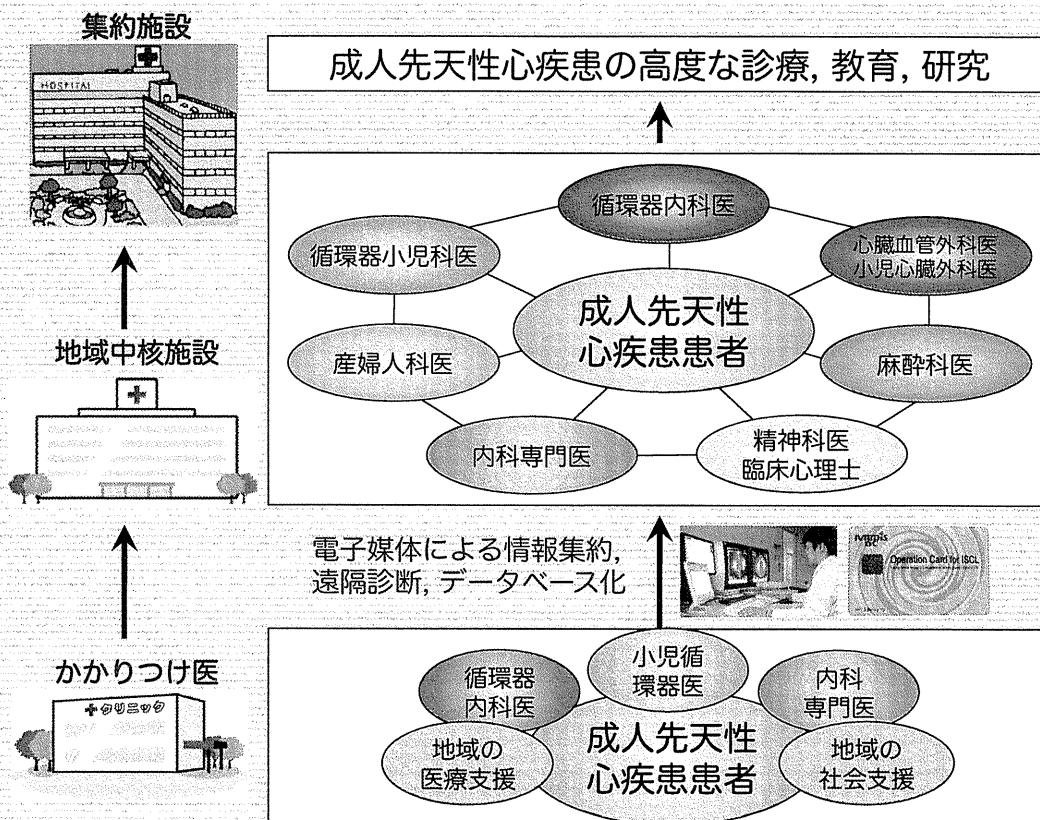 集約施設
HOSPITAL
成人先天性心疾患の高度な診療, 教育, 研究
循環器内科医
循環器小児科医
心臓血管外科医
小児心臓外科医
成人先天性
心疾患患者
産婦人科医
麻酔科医
内科専門医
精神科医
臨床心理士
地域中核施設
電子媒体による情報集約,
遠隔診断, データベース化
Operation Card for ISCL
かかりつけ医
クリニック
小児循
環器医
循環器
内科医
内科
専門医
地域の
医療支援
成人先天性
心疾患患者
地域の
社会支援